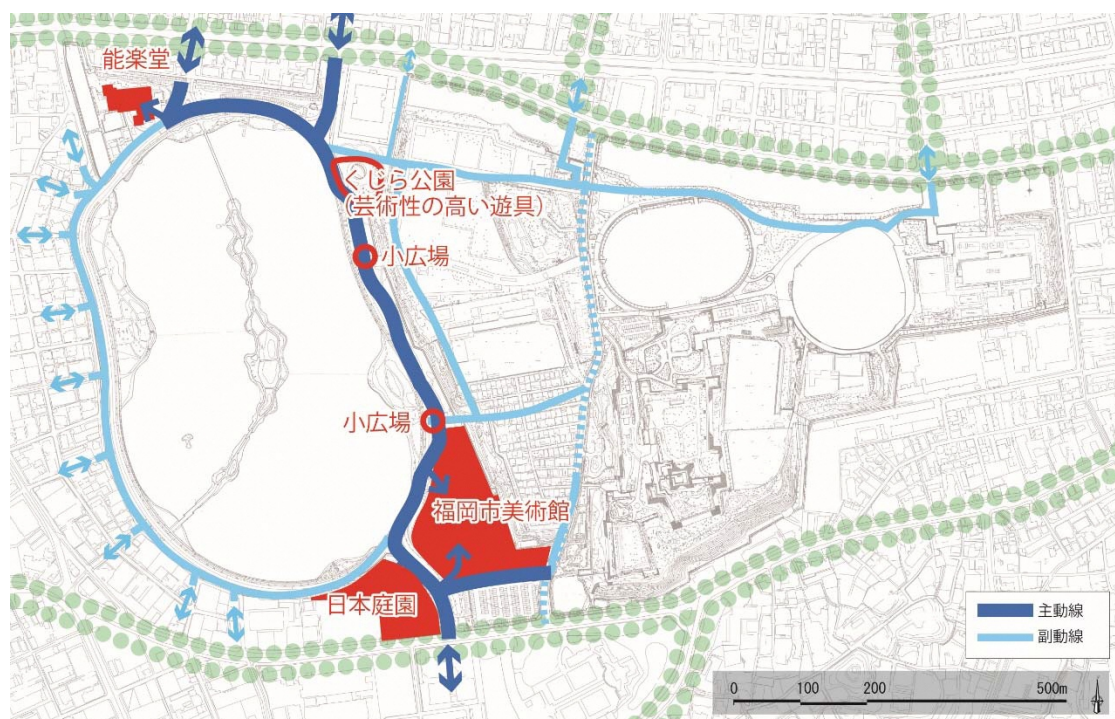 能楽堂
くじら公園
(芸術性の高い遊具)
小広場
小広場
福岡市美術館
日本庭園
主動線
副動線
0 100 200 500m